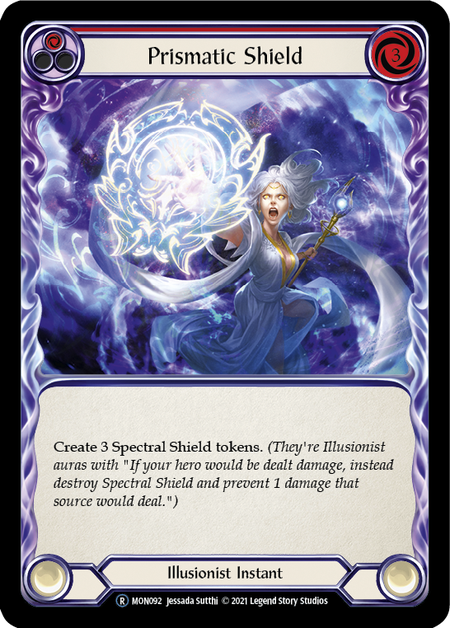 Prismatic Shield
3
Create 3 Spectral Shield tokens. (They're Illusionist
auras with "If your hero would be dealt damage, instead
destroy Spectral Shield and prevent 1 damage that
source would deal.")
Illusionist Instant
R MON092 Jessada Sutthi © 2021 Legend Story Studios